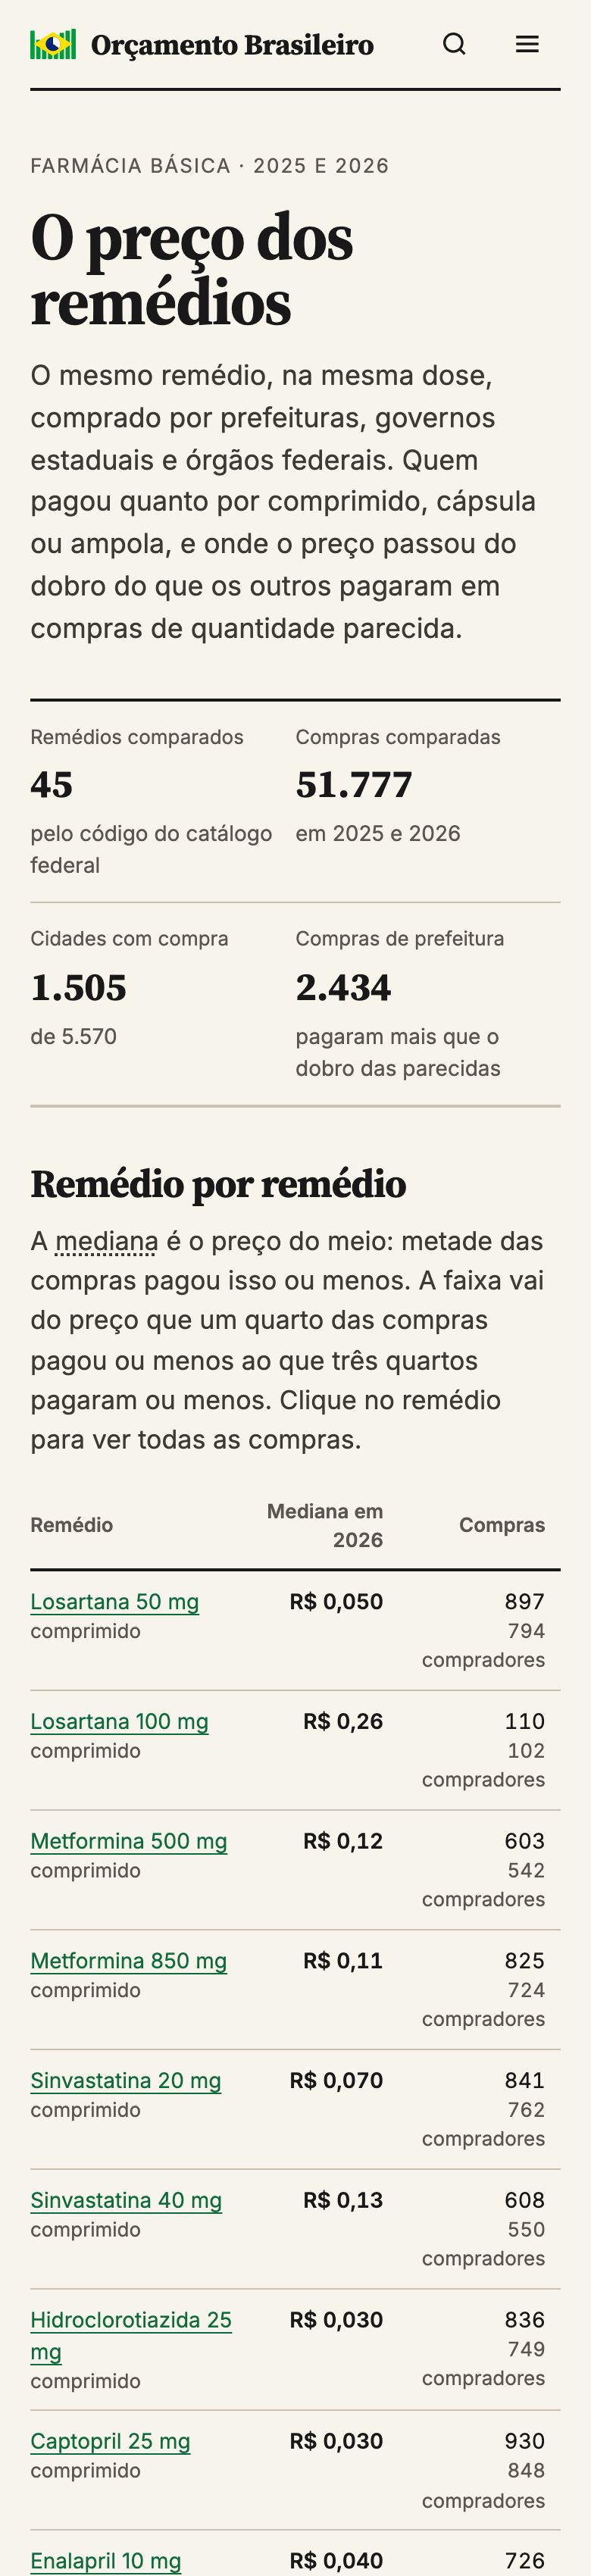 Orçamento Brasileiro
FARMÁCIA BÁSICA · 2025 E 2026
O preço dos
remédios
O mesmo remédio, na mesma dose,
comprado por prefeituras, governos
estaduais e órgãos federais. Quem
pagou quanto por comprimido, cápsula
ou ampola, e onde o preço passou do
dobro do que os outros pagaram em
compras de quantidade parecida.
Remédios comparados
45
pelo código do catálogo
federal
Compras comparadas
51.777
em 2025 e 2026
Cidades com compra
1.505
de 5.570
Compras de prefeitura
2.434
pagaram mais que o
dobro das parecidas
Remédio por remédio
A mediana é o preço do meio: metade das
compras pagou isso ou menos. A faixa vai
do preço que um quarto das compras
pagou ou menos ao que três quartos
pagaram ou menos. Clique no remédio
para ver todas as compras.
Remédio Mediana em
2026 Compras
Losartana 50 mg R$ 0,050 897
comprimido 794
compradores
Losartana 100 mg R$ 0,26 110
comprimido 102
compradores
Metformina 500 mg R$ 0,12 603
comprimido 542
compradores
Metformina 850 mg R$ 0,11 825
comprimido 724
compradores
Sinvastatina 20 mg R$ 0,070 841
comprimido 762
compradores
Sinvastatina 40 mg R$ 0,13 608
comprimido 550
compradores
Hidroclorotiazida 25 R$ 0,030 836
mg 749
comprimido compradores
Captopril 25 mg R$ 0,030 930
comprimido 848
compradores
Enalapril 10 mg R$ 0,040 726